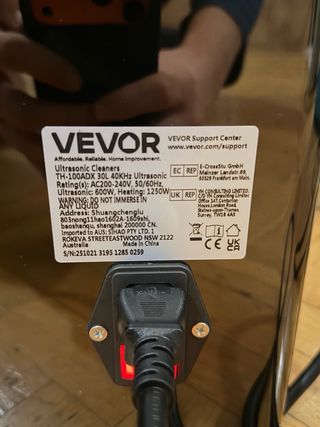 VEVOR
Affordable. Reliable. Home improvement.
VEVOR Support Center
www.vevor.com/support
Ultrasonic Cleaners
TH-100ADX 30L 40KHz Ultrasonic
Rating(s): AC200-240V, 50/60Hz,
Ultrasonic: 600W, Heating: 1250W
WARNING: DO NOT IMMERSE IN
ANY LIQUID
Address: Shuangchenglu
803nong11hao1602A-1609shi,
baoshanqu, shanghai 200000 CN.
Imported to AUS: SIHAO PTY LTD. 1
ROKEVA STREETEASTWOOD NSW 2122
Australia
Made In China
S/N:251021 3195 1285 0259
EC REP
E-CrossStu GmbH
Mainzer Landstr.69,
60329 Frankfurt am Main.
UK REP
YH CONSULTING LIMITED.
C/O YH Consulting Limited
Office 147, Centurion
House, London Road,
Staines-upon-Thames,
Surrey, TW18 4AX
CE
UK
CA